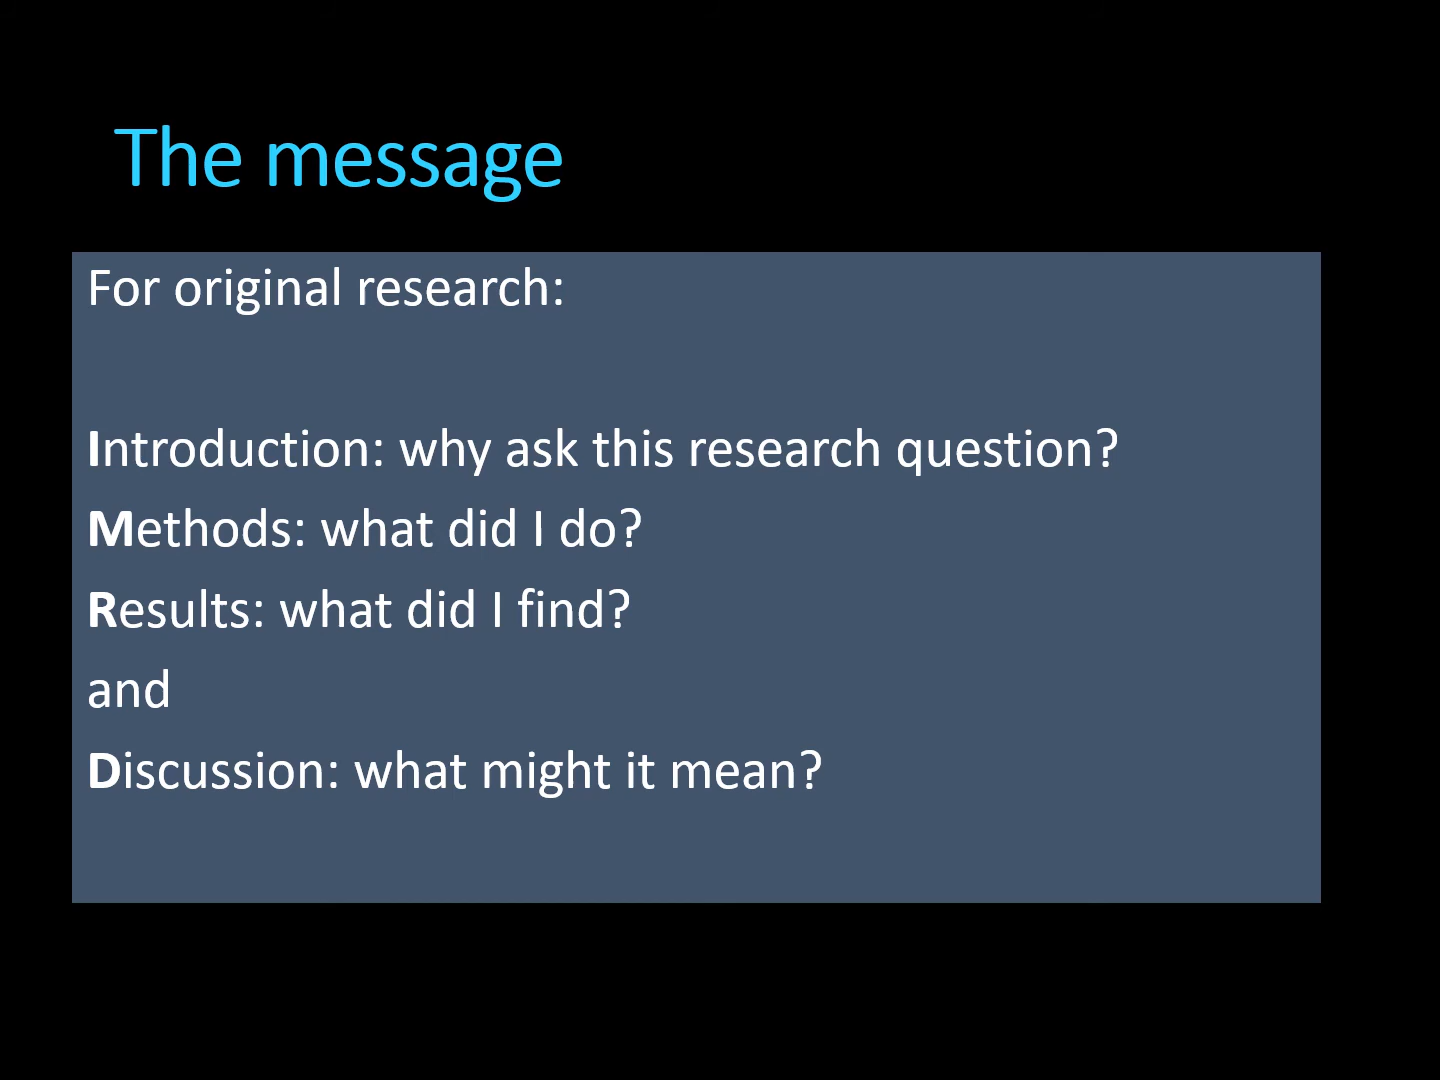 The message
For original research:
Introduction: why ask this research question?
Methods: what did I do?
Results: what did I find?
and
Discussion: what might it mean?